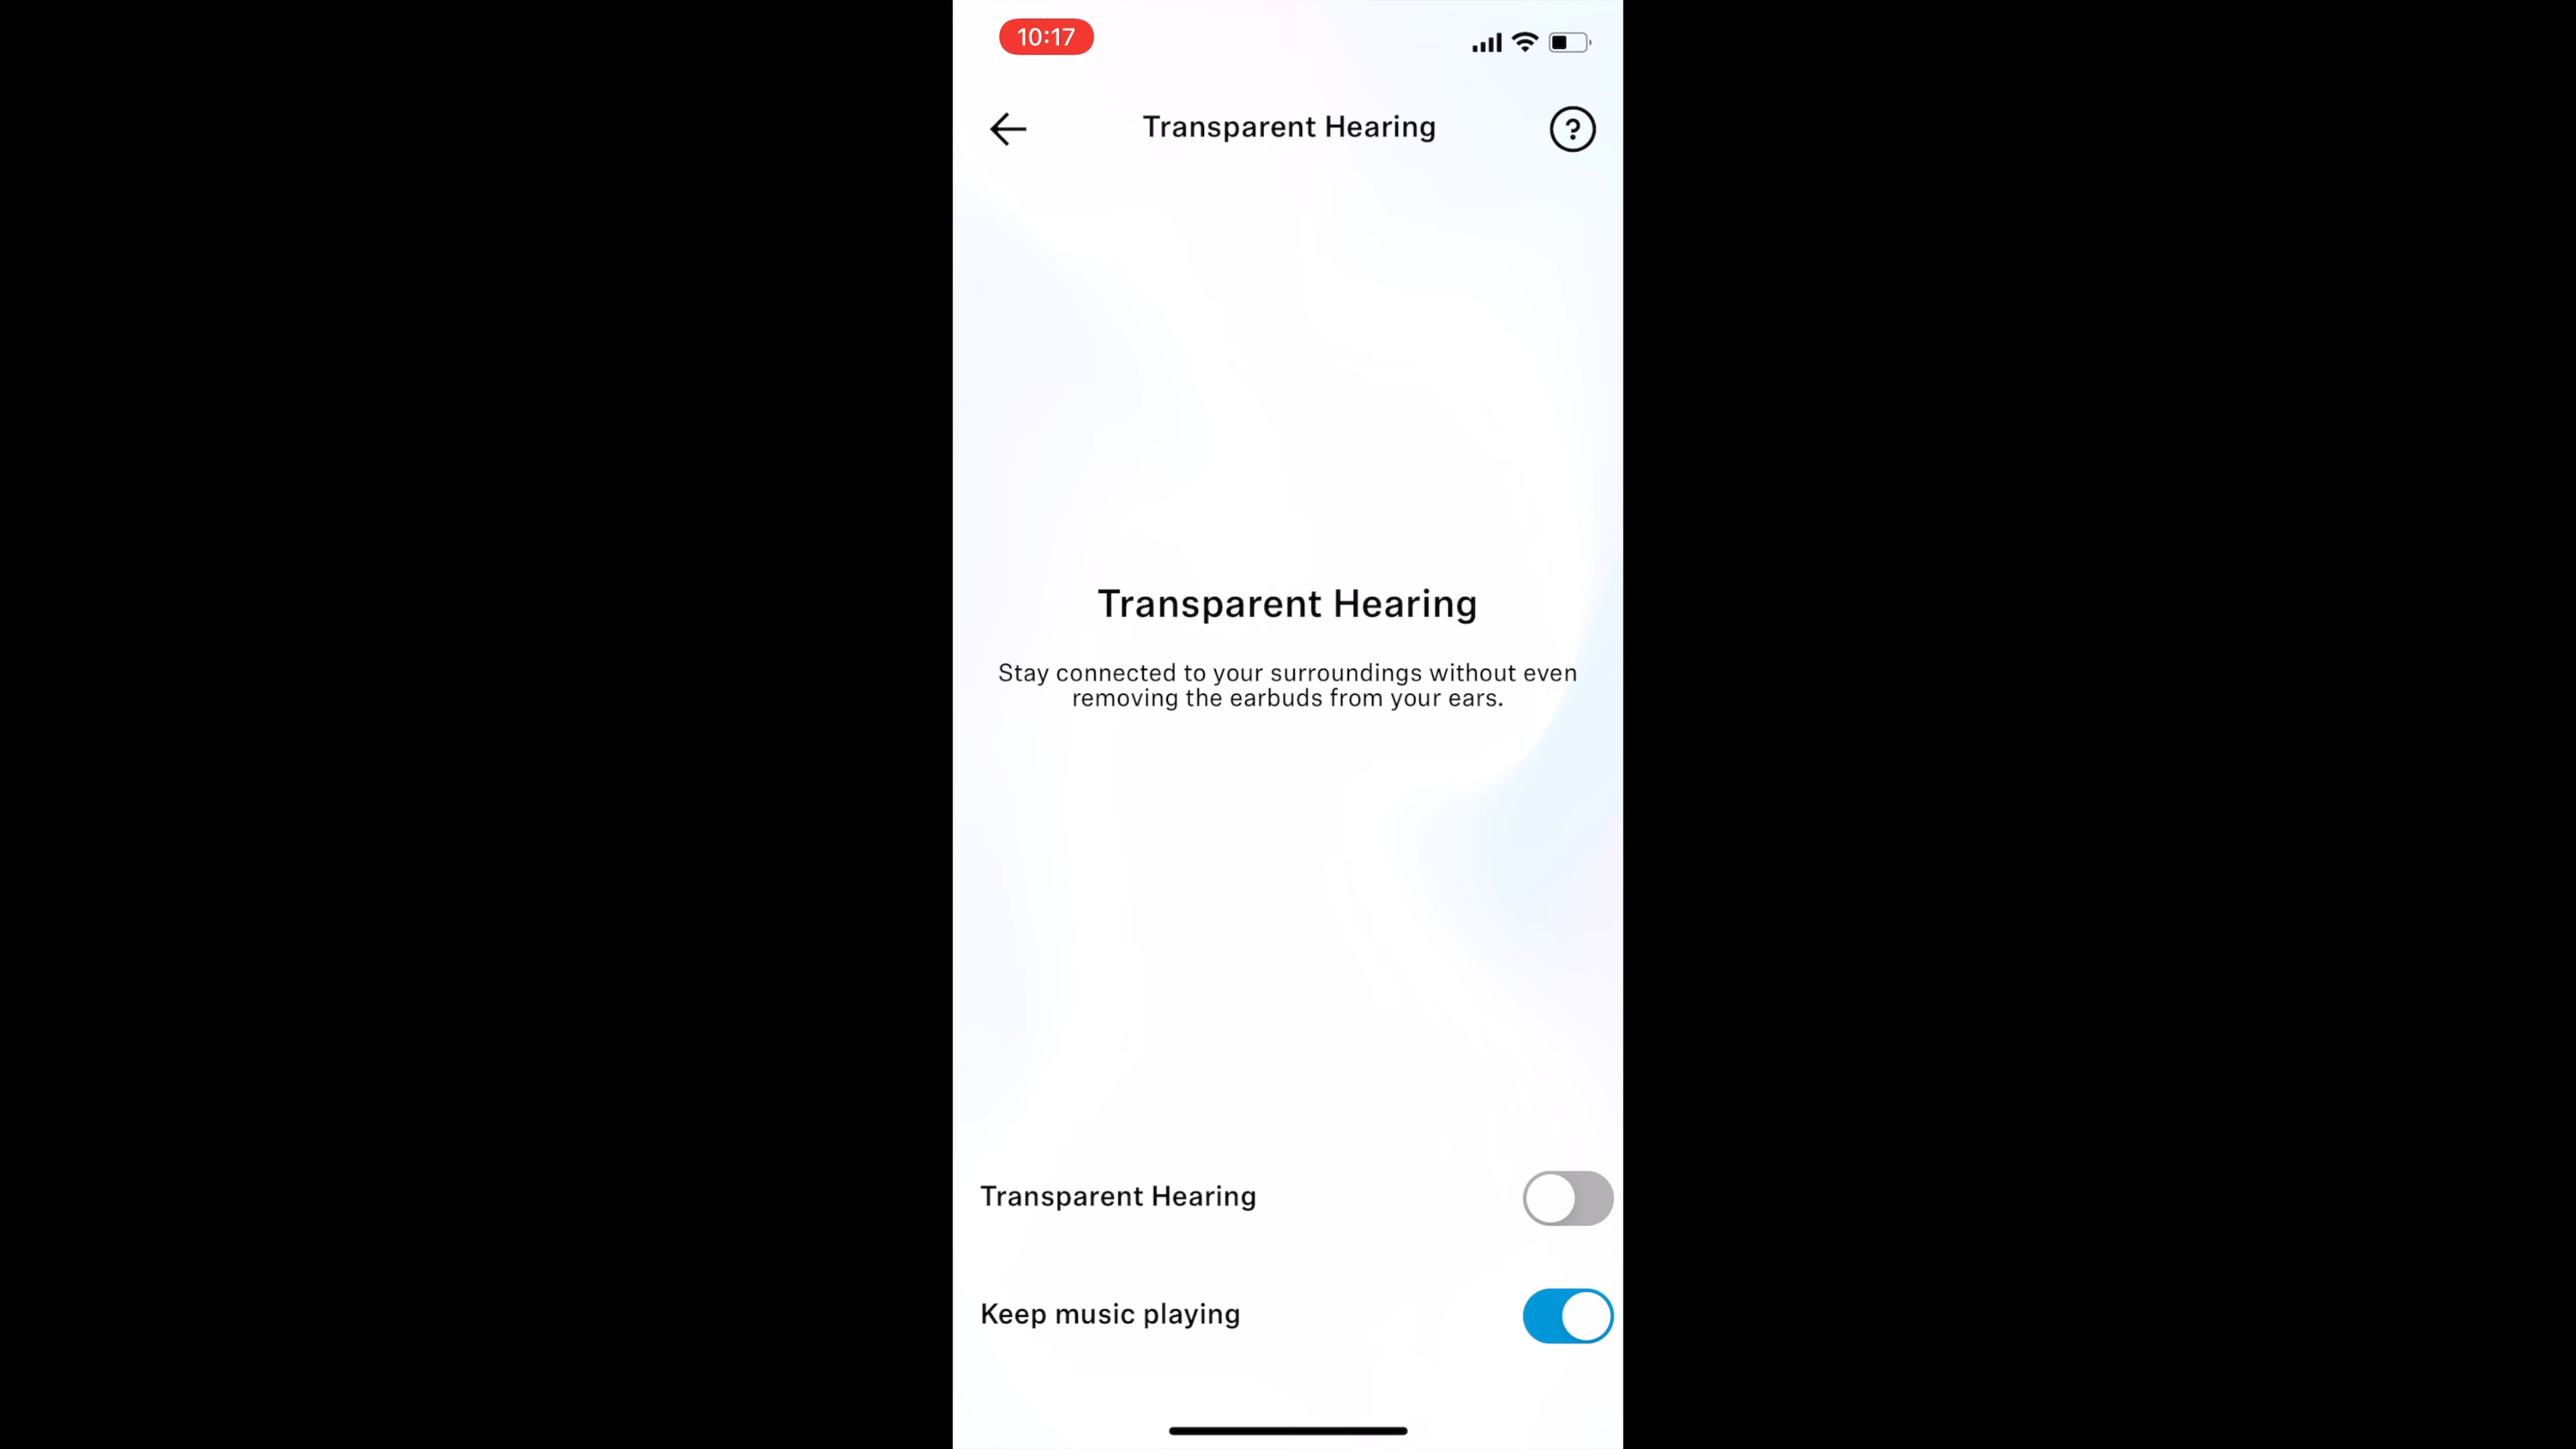 10:17
Transparent Hearing
?
Transparent Hearing
Stay connected to your surroundings without even
removing the earbuds from your ears.
Transparent Hearing
Keep music playing